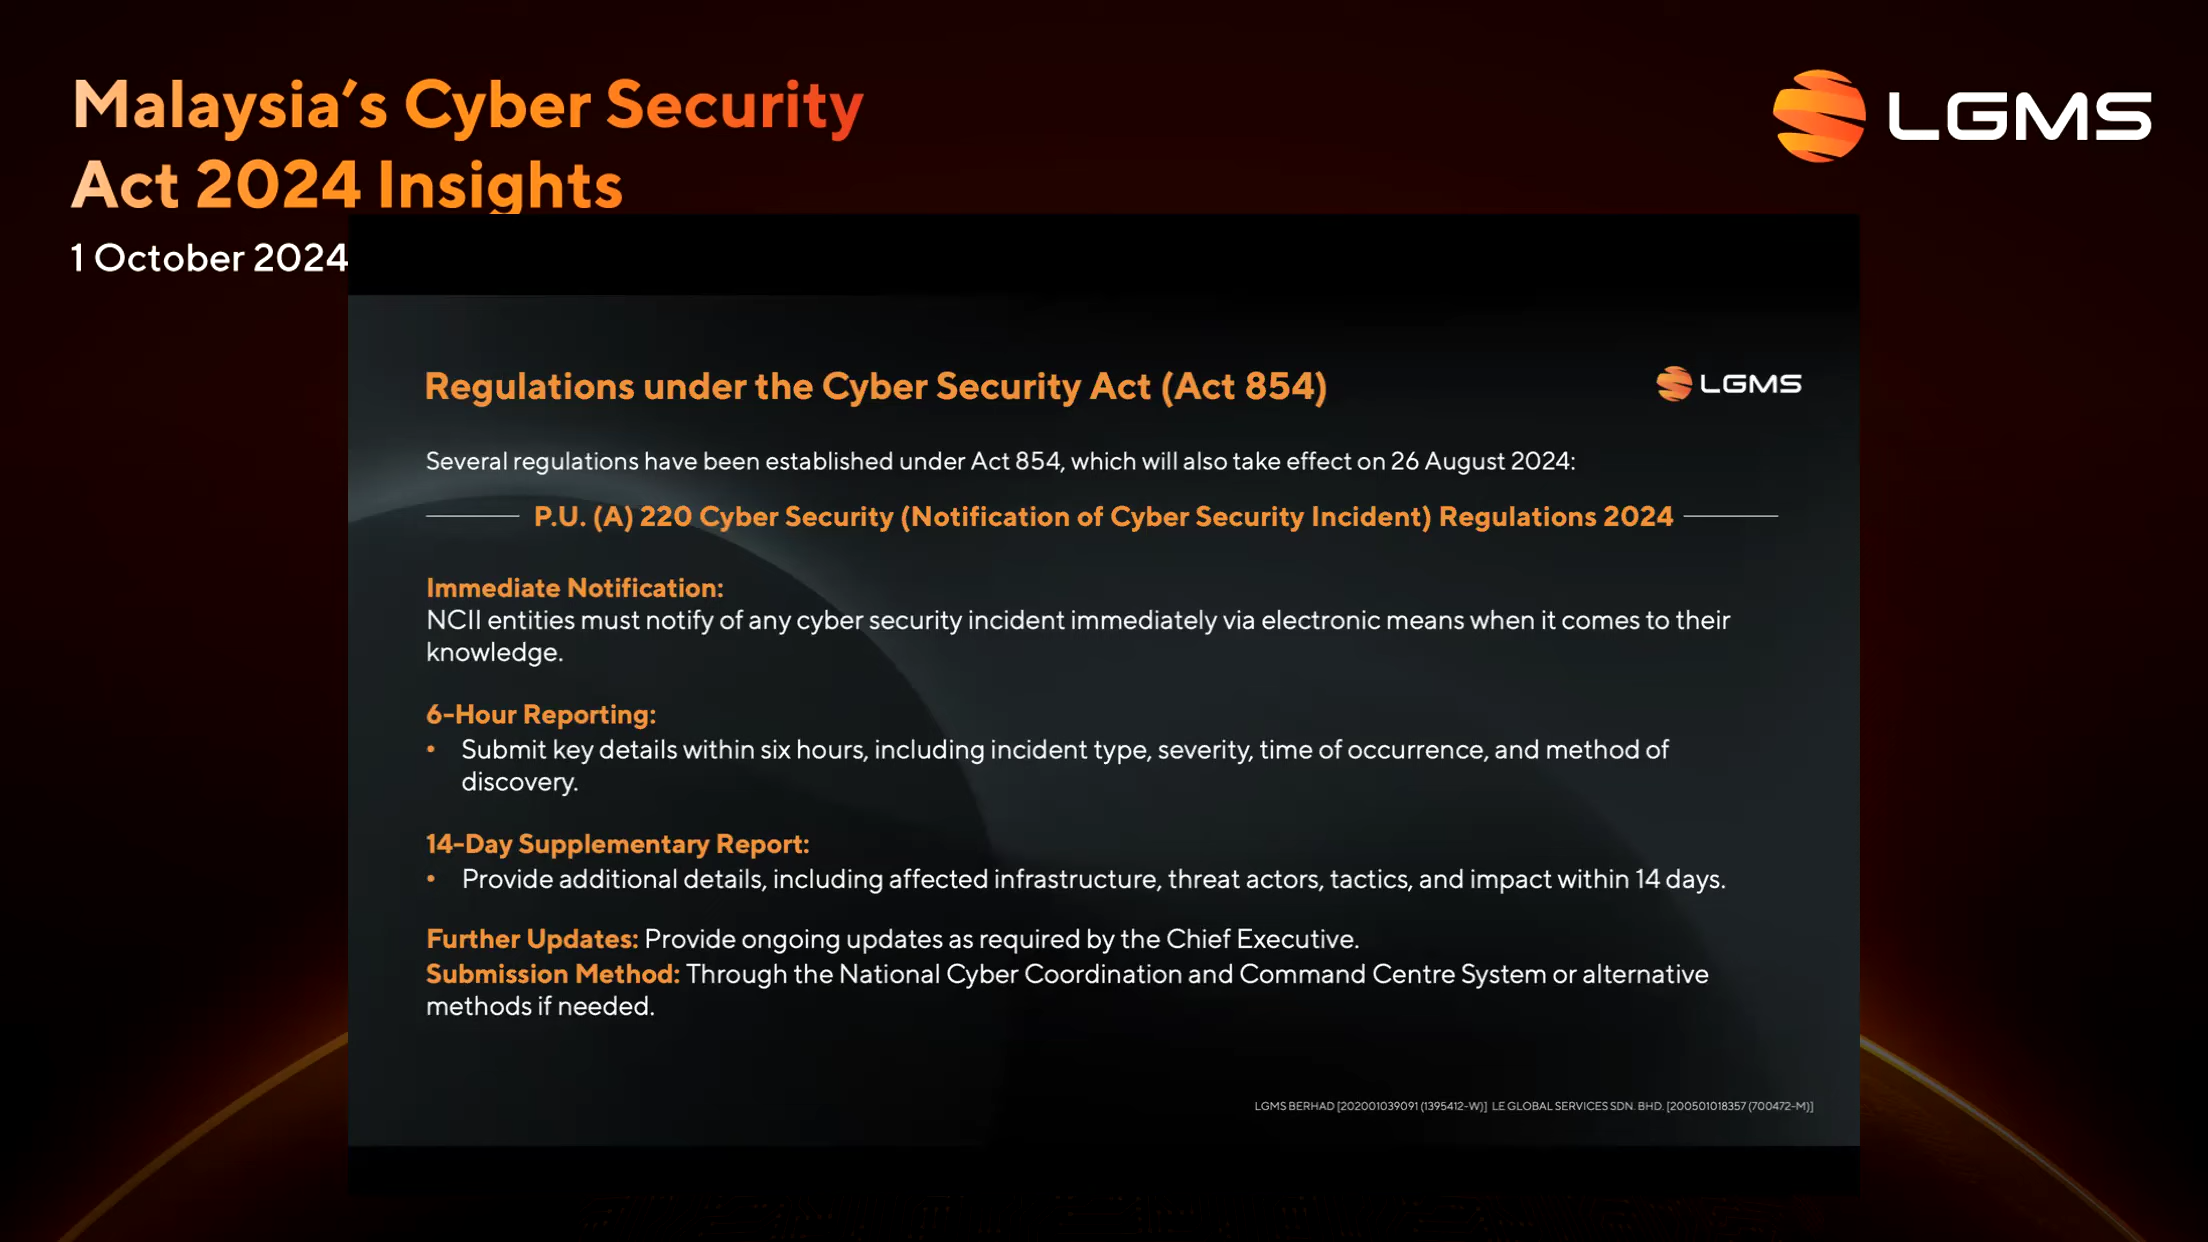 Malaysia's Cyber Security
Act 2024 Insights
1 October 2024
LGMS
Regulations under the Cyber Security Act (Act 854)
LGMS
Several regulations have been established under Act 854, which will also take effect on 26 August 2024:
P.U. (A) 220 Cyber Security (Notification of Cyber Security Incident) Regulations 2024
Immediate Notification:
NCII entities must notify of any cyber security incident immediately via electronic means when it comes to their
knowledge.
6-Hour Reporting:
• Submit key details within six hours, including incident type, severity, time of occurrence, and method of
discovery.
14-Day Supplementary Report:
• Provide additional details, including affected infrastructure, threat actors, tactics, and impact within 14 days.
Further Updates: Provide ongoing updates as required by the Chief Executive.
Submission Method: Through the National Cyber Coordination and Command Centre System or alternative
methods if needed.
LGMS BERHAD [202001039091 (1395412-W)] LE GLOBAL SERVICES SDN. BHD. [200501018357 (700472-M)]